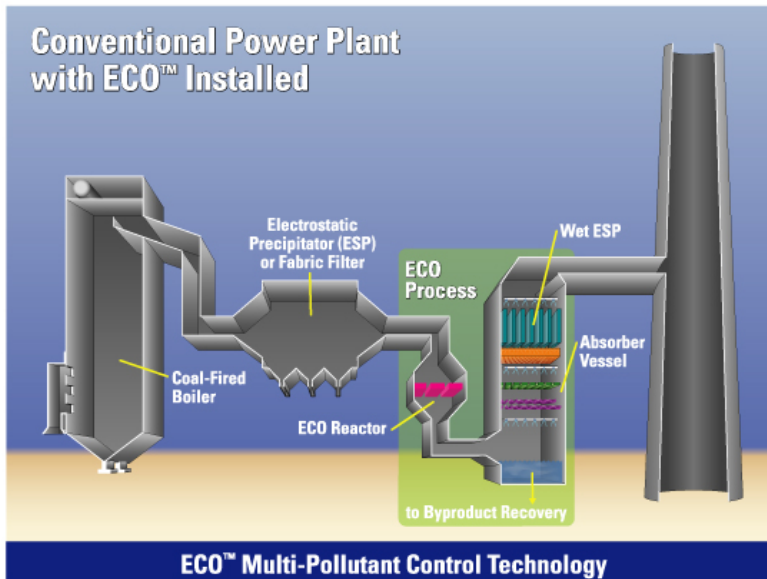 Conventional Power Plant
with ECO™ Installed
Electrostatic
Precipitator (ESP)
or Fabric Filter
Wet ESP
ECO
Process
Absorber
Vessel
Coal-Fired
Boiler
ECO Reactor
to Byproduct Recovery
ECO™ Multi-Pollutant Control Technology